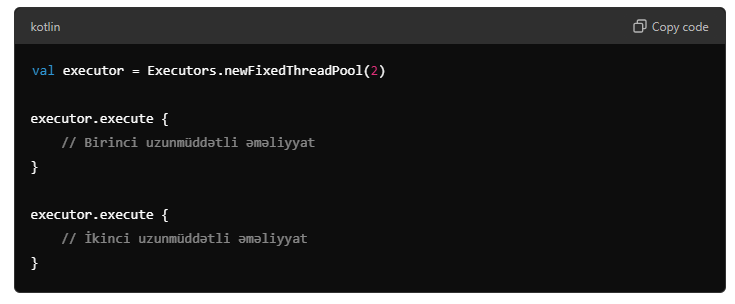 kotlin
Copy code
val executor = Executors.newFixedThreadPool(2)
executor.execute {
// Birinci uzunmüddətli əməliyyat
}
executor.execute {
// İkinci uzunmüddətli əməliyyat
}